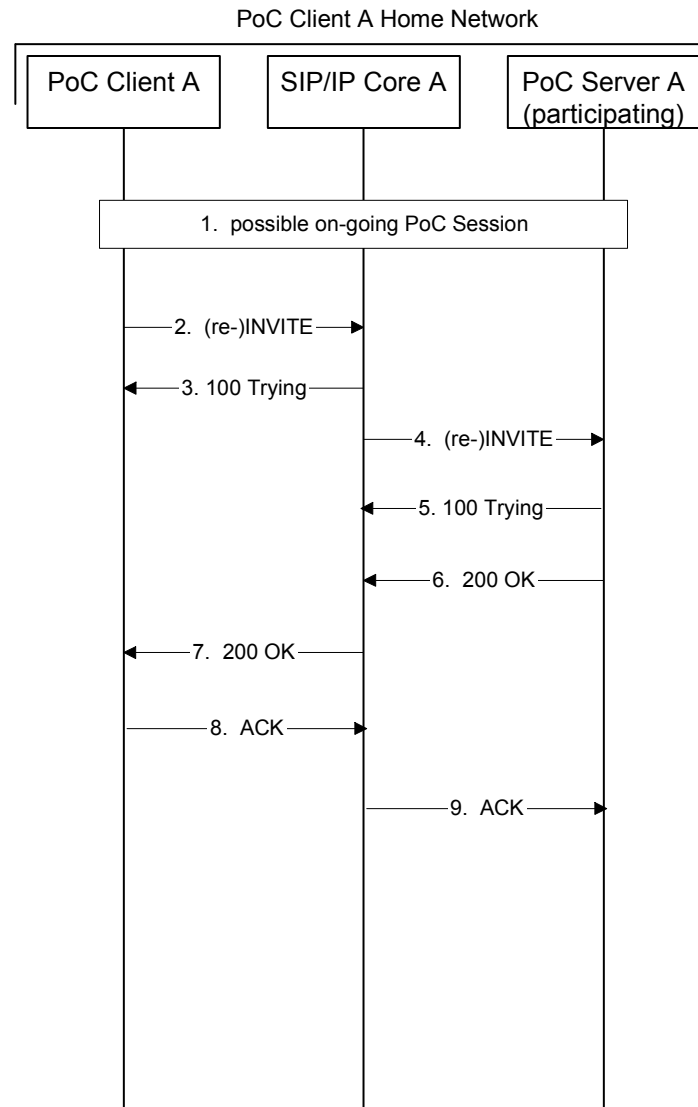 PoC Client A Home Network
PoC Client A
SIP/IP Core A
PoC Server A
(participating)
1. possible on-going PoC Session
2. (re-)INVITE
3. 100 Trying
4. (re-)INVITE
5. 100 Trying
6. 200 OK
7. 200 OK
8. ACK
9. ACK